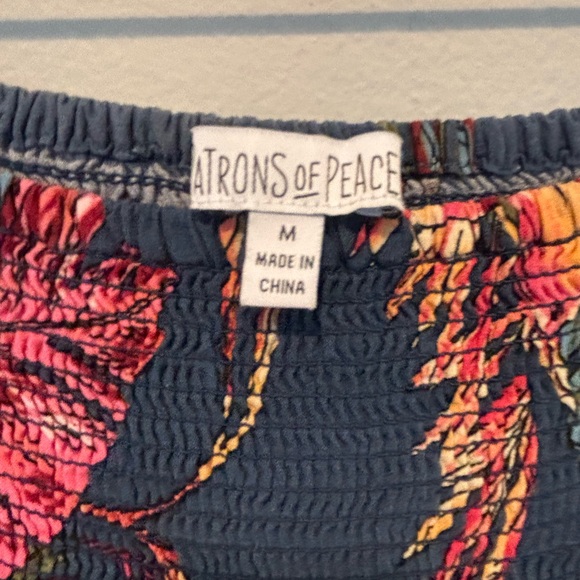 ATRONS OF PEACE
M
MADE IN
CHINA